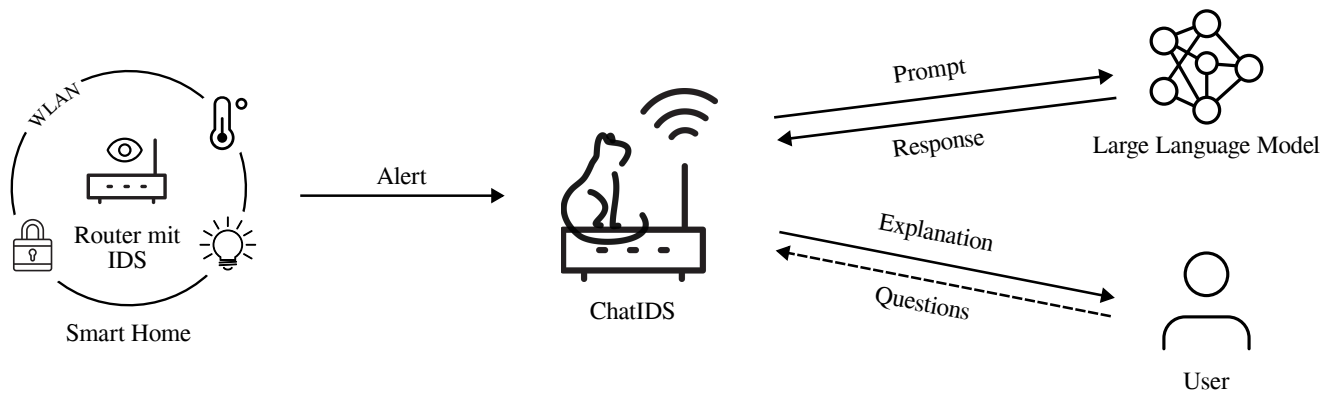 WLAN
Router mit
IDS
Smart Home
Alert
ChatIDS
Prompt
Response
Large Language Model
Explanation
Questions
User